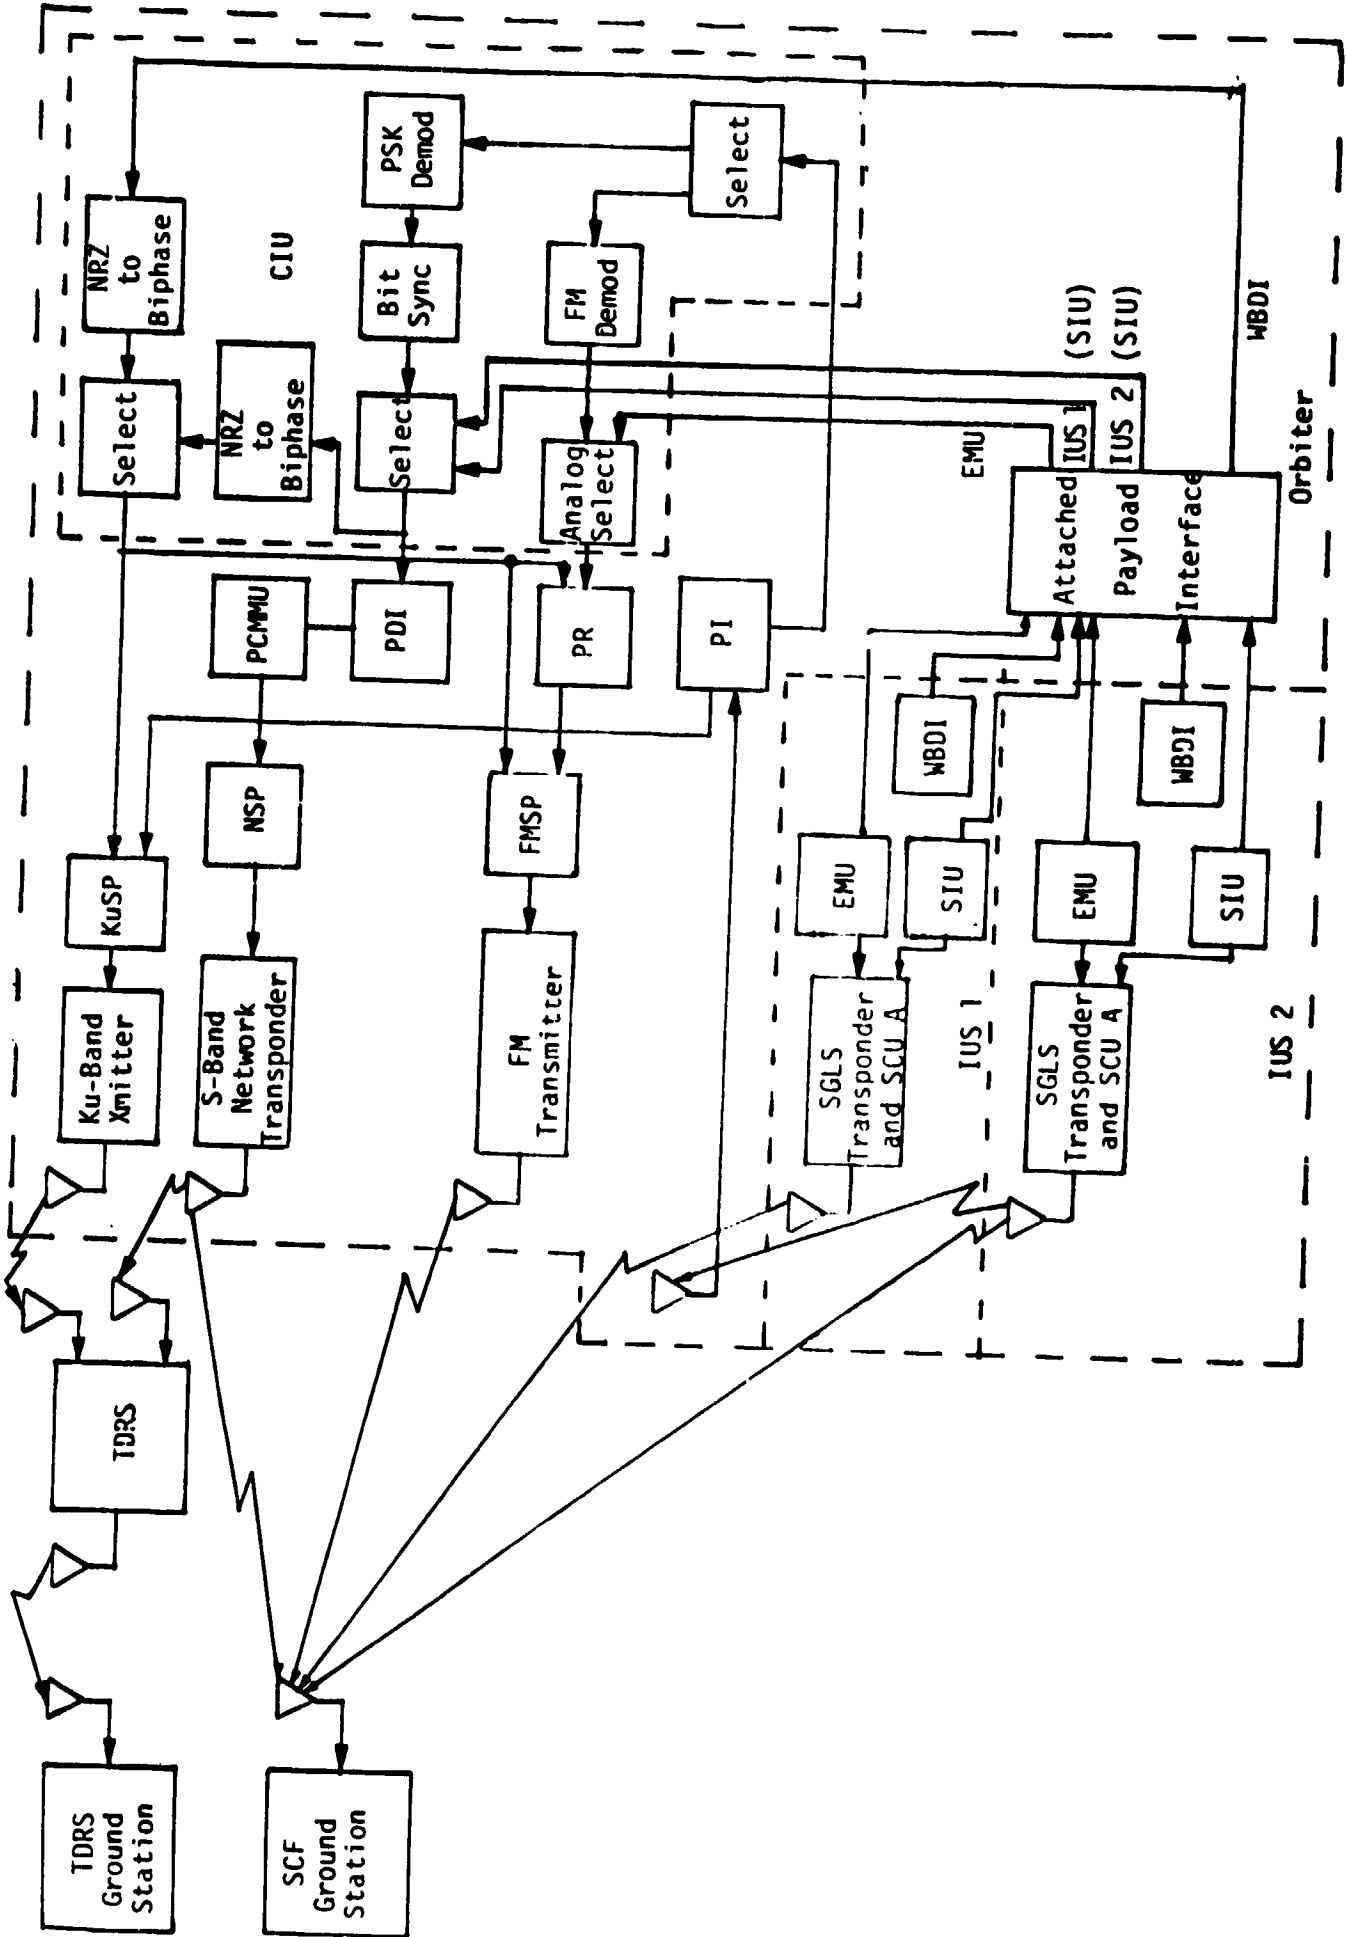 TDRS
Ground
Station
SCF
Ground
Station
TDRS
Ku-Band
Xmitter
KuSP
S-Band
Network
Transponder
NSP
PCMMU
PDI
FM
Transmitter
FMSP
PR
PI
Select
NRZ
to
Biphase
NRZ
to
Biphase
CIU
Select
Bit
Sync
PSK
Demod
Analog
Select
FM
Demod
Select
SGLS
Transponder
and SCU A
EMU
SIU
WBDI
IUS 1
SGLS
Transponder
and SCU A
EMU
SIU
WBDI
IUS 2
Attached
Payload
Interface
EMU
IUS 1 (SIU)
IUS 2 (SIU)
WBDI
Orbiter